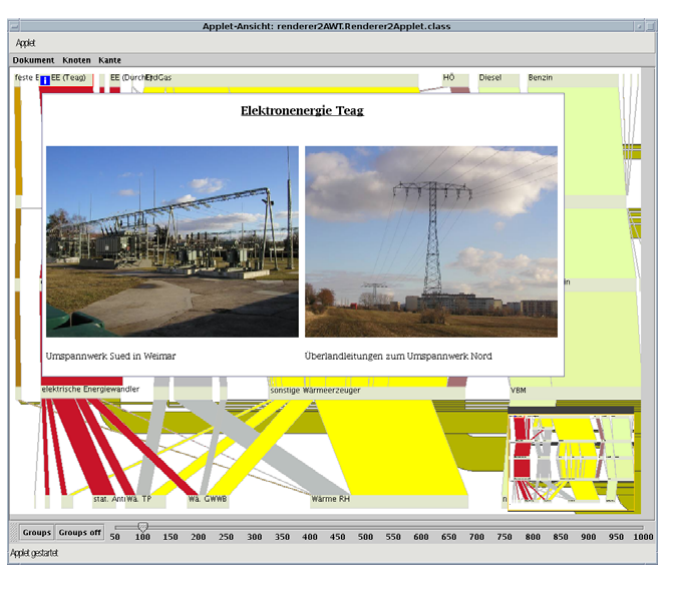 Applet-Ansicht: renderer2AWT.Renderer2Applet.class
Applet
Dokument Knoten Kante
feste E EE (Teag) EE (Durch ErdGas HÖ Diesel Benzin
i
Elektronenergie Teag
in
Umspannwerk Sued in Weimar Überlandleitungen zum Umspannwerk Nord
elektrische Energiewandler sonstige Wärmeerzeuger VBM
stat. Anti Wä. TP Wä. GWWB Wärme RH n
Groups Groups off 50 100 150 200 250 300 350 400 450 500 550 600 650 700 750 800 850 900 950 1000
Applet gestartet